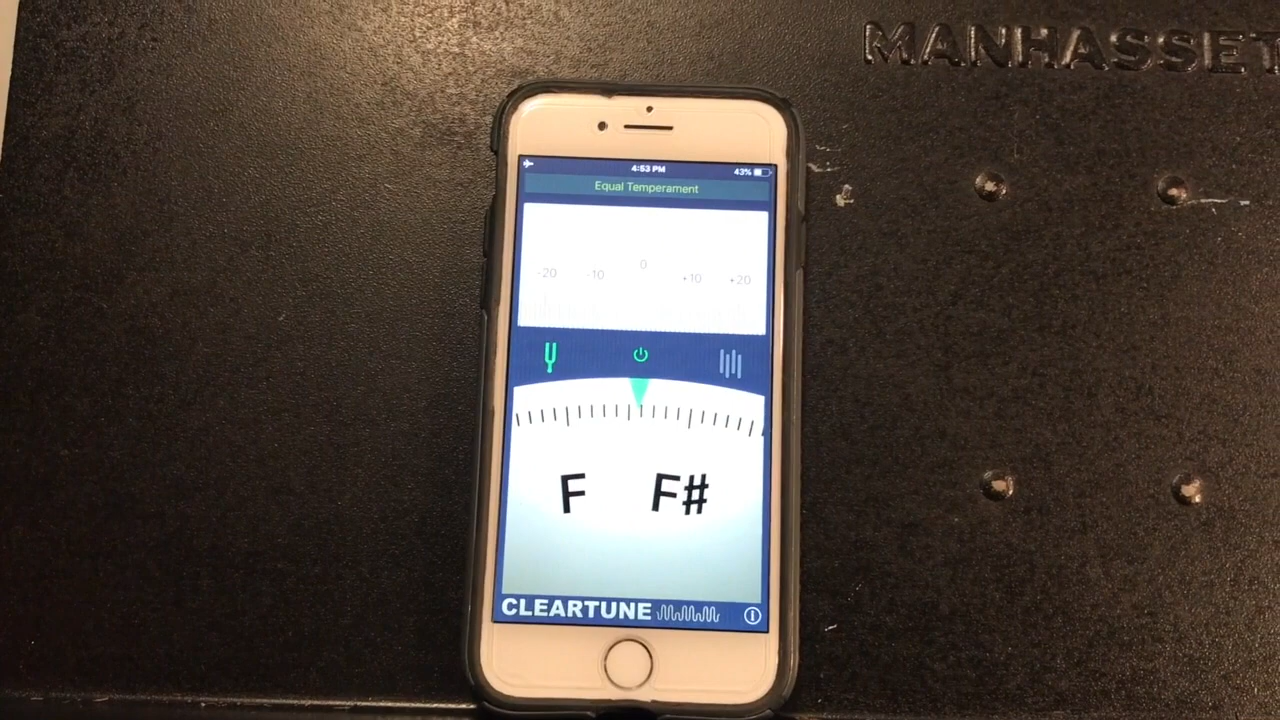 MANHASSET
4:53 PM
43%
Equal Temperament
-20 -10 0 +10 +20
F F#
CLEARTUNE